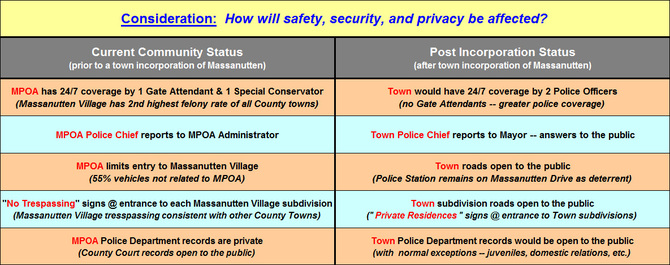 Consideration: How will safety, security, and privacy be affected?
Current Community Status
(prior to a town incorporation of Massanutten)
Post Incorporation Status
(after town incorporation of Massanutten)
MPOA has 24/7 coverage by 1 Gate Attendant & 1 Special Conservator
(Massanutten Village has 2nd highest felony rate of all County towns)
Town would have 24/7 coverage by 2 Police Officers
(no Gate Attendants -- greater police coverage)
MPOA Police Chief reports to MPOA Administrator
Town Police Chief reports to Mayor -- answers to the public
MPOA limits entry to Massanutten Village
(55% vehicles not related to MPOA)
Town roads open to the public
(Police Station remains on Massanutten Drive as deterrent)
"No Trespassing" signs @ entrance to each Massanutten Village subdivision
(Massanutten Village trespassing consistent with other County Towns)
Town subdivision roads open to the public
("Private Residences" signs @ entrance to Town subdivisions)
MPOA Police Department records are private
(County Court records open to the public)
Town Police Department records would be open to the public
(with normal exceptions -- juveniles, domestic relations, etc.)